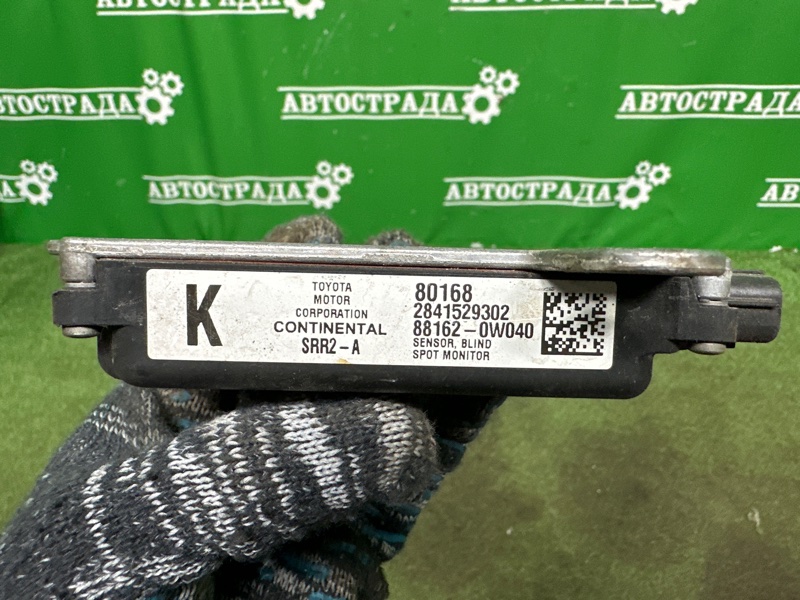 АВТОСТРАДА
АВТОСТРАДА
АВТОСТРАДА
АВТОСТРАДА
АВТОСТРАДА
АВТОСТРАДА
АВТОСТРАДА
K
TOYOTA
MOTOR
CORPORATION
CONTINENTAL
SRR2-A
80168
2841529302
88162-0W040
SENSOR, BLIND
SPOT MONITOR